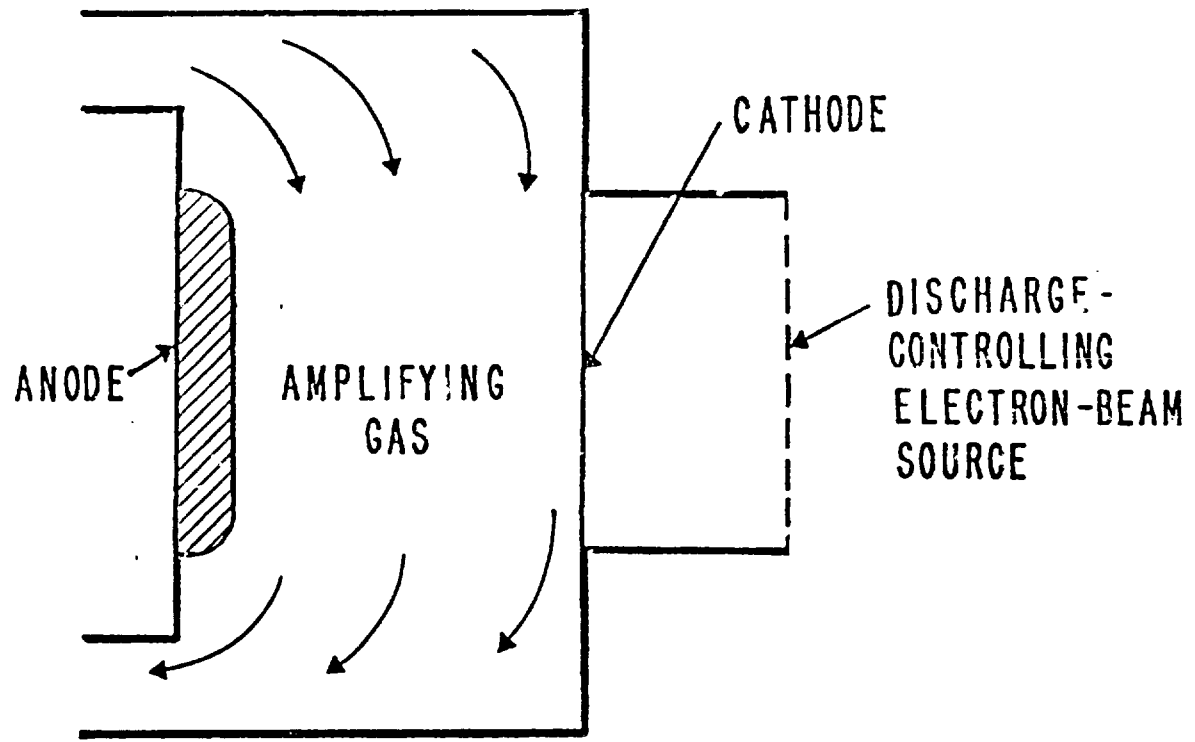 CATHODE
DISCHARGE-
CONTROLLING
ELECTRON-BEAM
SOURCE
ANODE
AMPLIFYING
GAS